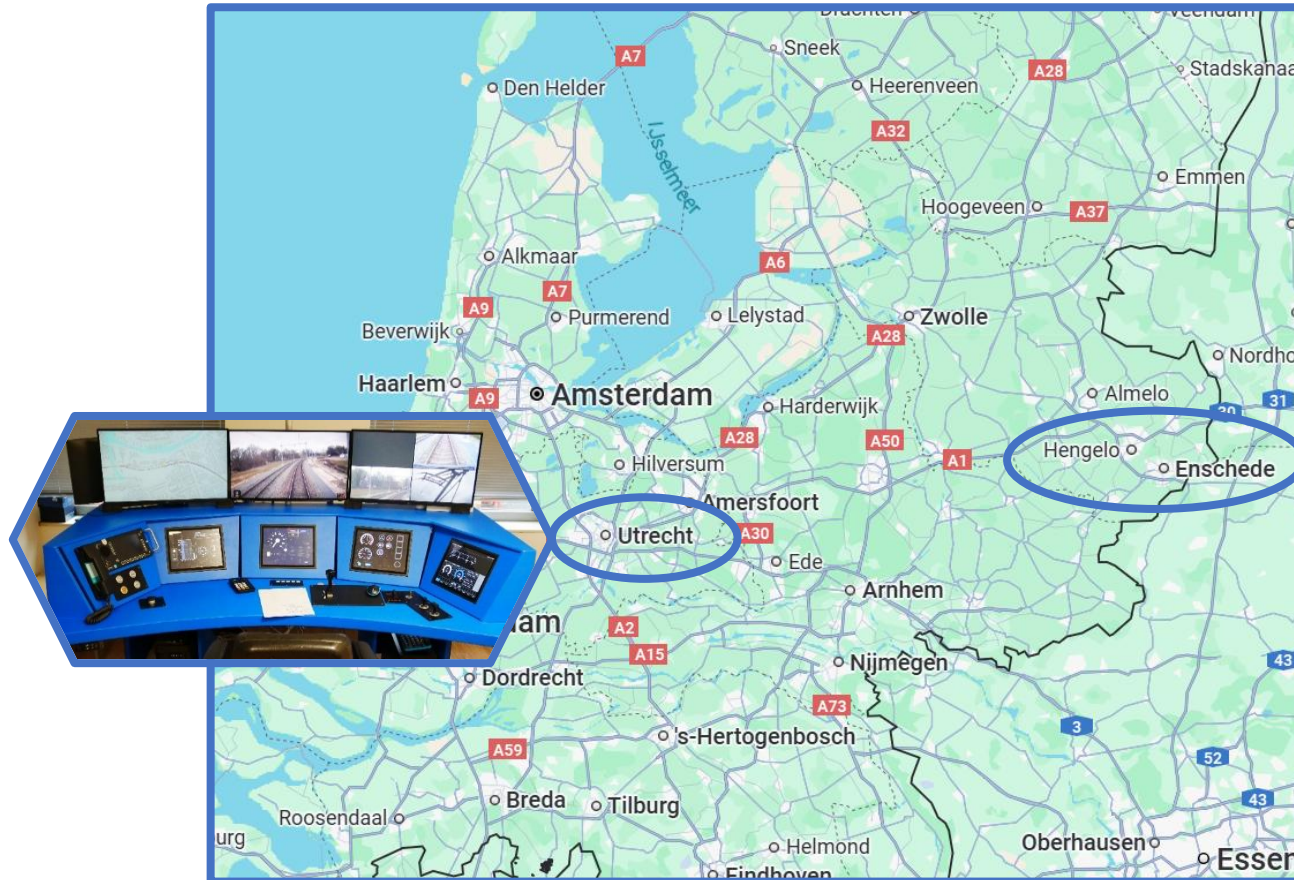 Drachten
Veendam
A7
Sneek
A28
Stadskana
Den Helder
Heerenveen
A32
IJsselmeer
Emmen
Hoogeveen
A37
Alkmaar
A6
A7
A9
Purmerend
Lelystad
Zwolle
Beverwijk
A28
Nordho
Haarlem
Almelo
A9
Amsterdam
Harderwijk
30
31
A28
A50
Hengelo
A1
Hilversum
Enschede
Amersfoort
Utrecht
A30
Ede
Arnhem
dam
A2
A15
Nijmegen
43
Dordrecht
A73
3
's-Hertogenbosch
A59
52
Breda
Tilburg
43
Roosendaal
urg
Helmond
Oberhausen
Essen
Eindhoven